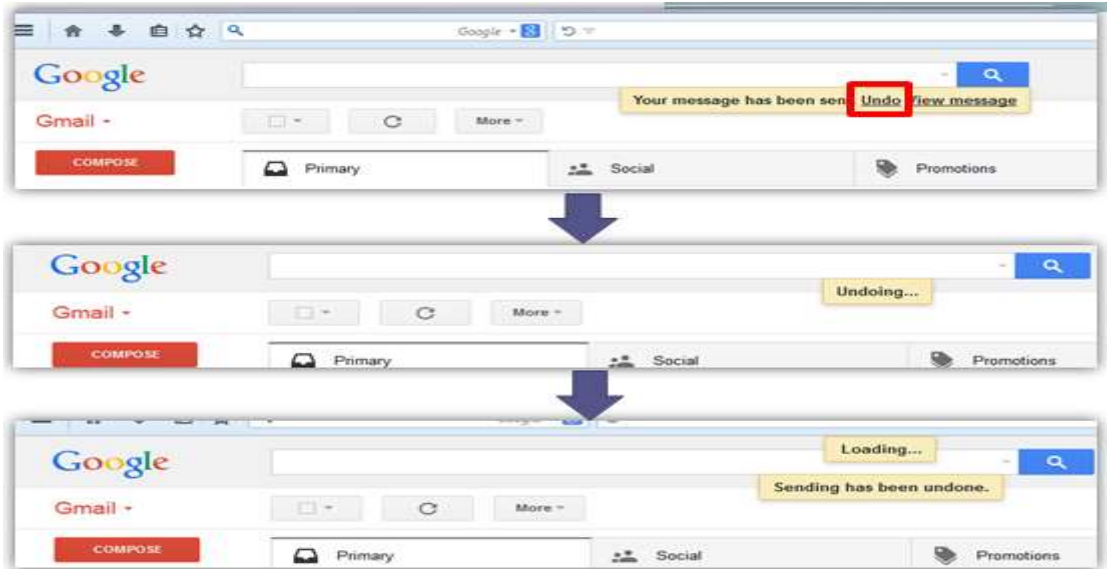 Google
Google
Your message has been sen Undo View message
Gmail
More
COMPOSE
Primary
Social
Promotions
Google
Undoing...
Gmail
More
COMPOSE
Primary
Social
Promotions
Loading...
Google
Sending has been undone.
Gmail
More
COMPOSE
Primary
Social
Promotions